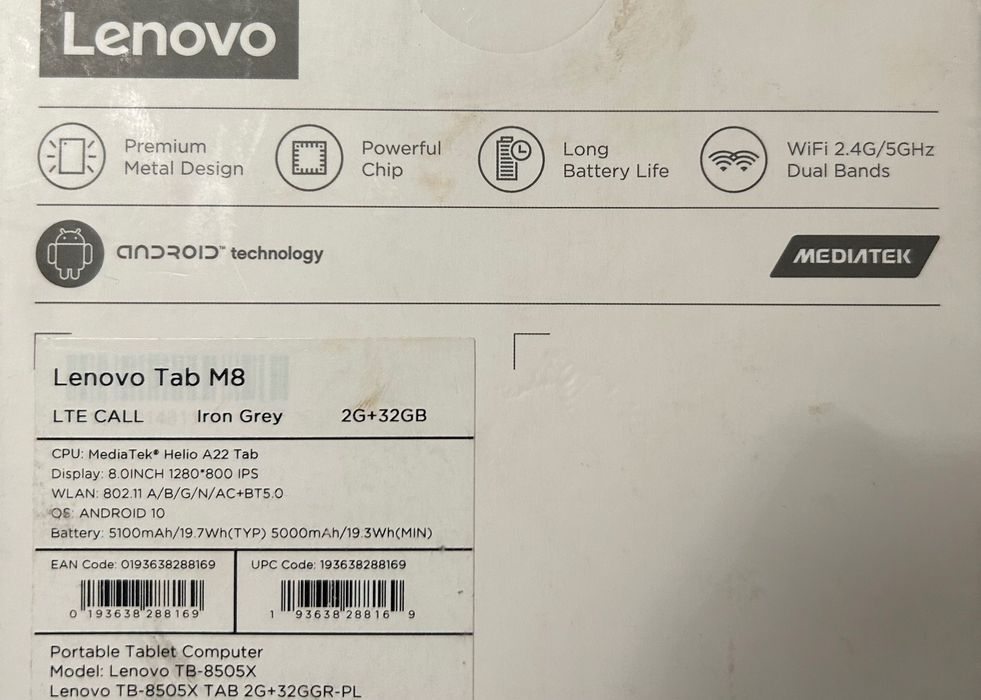 Lenovo
Premium
Metal Design
Powerful
Chip
Long
Battery Life
WiFi 2.4G/5GHz
Dual Bands
ANDROID™ technology
MEDIATEK
Lenovo Tab M8
LTE CALL Iron Grey 2G+32GB
CPU: MediaTek® Helio A22 Tab
Display: 8.0INCH 1280*800 IPS
WLAN: 802.11 A/B/G/N/AC+BT5.0
OS: ANDROID 10
Battery: 5100mAh/19.7Wh(TYP) 5000mAh/19.3Wh(MIN)
EAN Code: 0193638288169
0 193638 288169
UPC Code: 193638288169
1 93638 28816 9
Portable Tablet Computer
Model: Lenovo TB-8505X
Lenovo TB-8505X TAB 2G+32GGR-PL